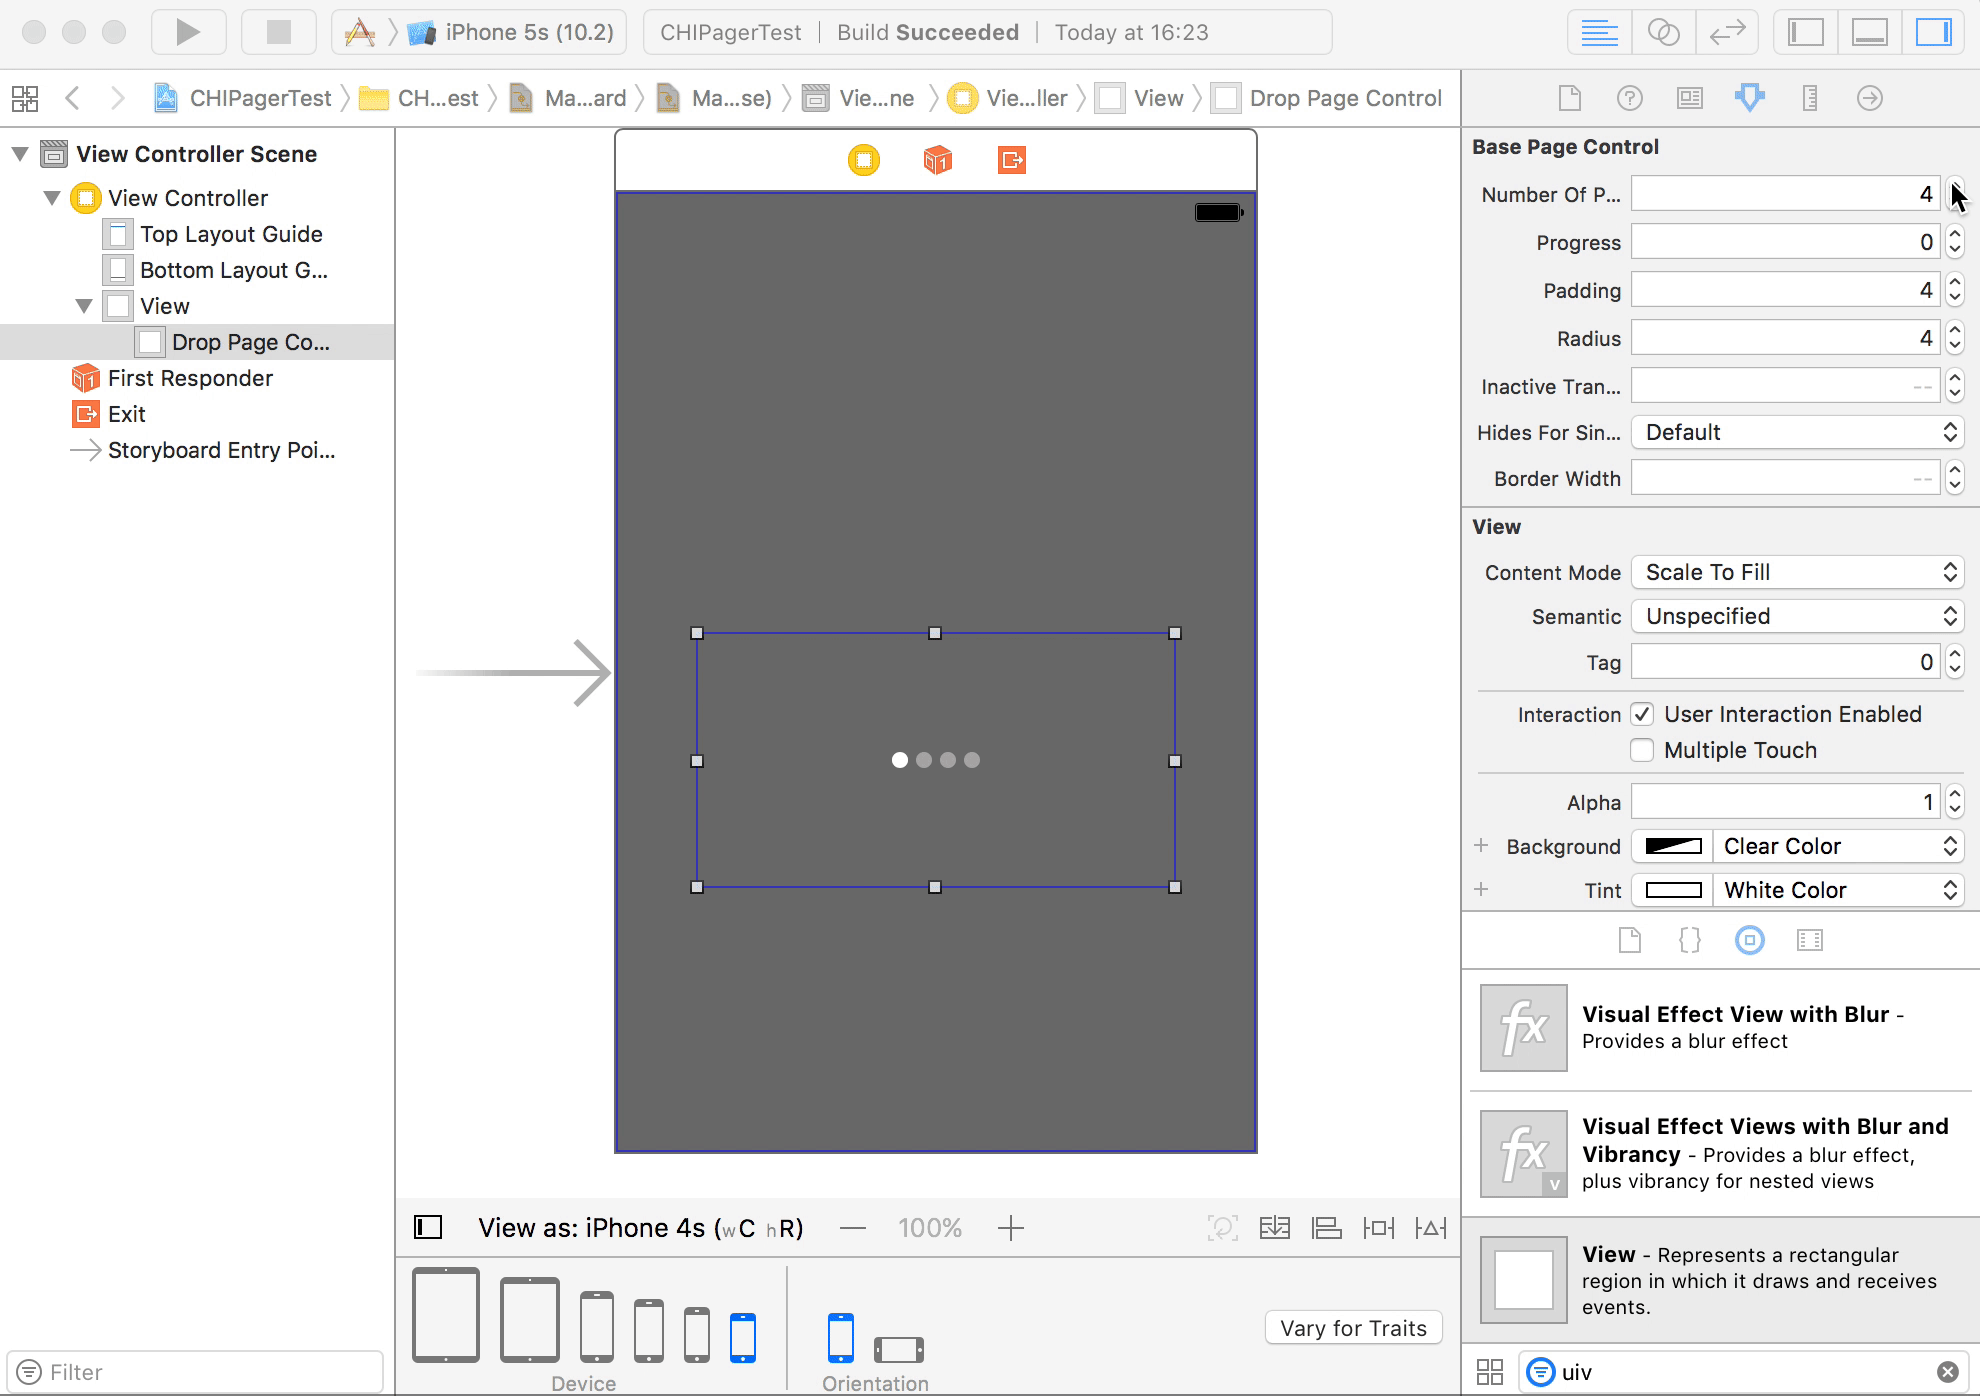 iPhone 5s (10.2)
CHIPagerTest | Build Succeeded | Today at 16:23
CHIPagerTest
CH...est
Ma...ard
Ma...se)
Vie...ne
Vie...ller
View
Drop Page Control
View Controller Scene
View Controller
Top Layout Guide
Bottom Layout G...
View
Drop Page Co...
First Responder
Exit
Storyboard Entry Poi...
Filter
View as: iPhone 4s (wC hR)
100%
Device
Orientation
Vary for Traits
Base Page Control
Number Of P... 4
Progress 0
Padding 4
Radius 4
Inactive Tran... --
Hides For Sin... Default
Border Width --
View
Content Mode Scale To Fill
Semantic Unspecified
Tag 0
Interaction User Interaction Enabled
Multiple Touch
Alpha 1
+ Background Clear Color
+ Tint White Color
{}
fx
Visual Effect View with Blur -
Provides a blur effect
fx
V
Visual Effect Views with Blur and
Vibrancy - Provides a blur effect,
plus vibrancy for nested views
View - Represents a rectangular
region in which it draws and receives
events.
uiv